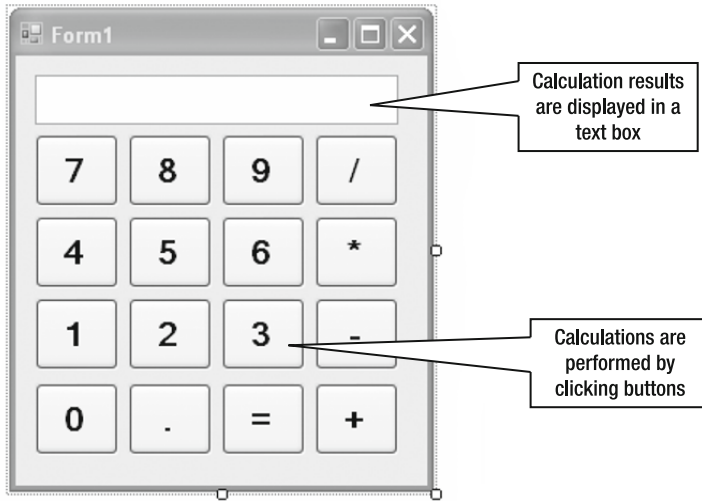 Form1
Calculation results
are displayed in a
text box
7 8 9 /
4 5 6 *
1 2 3 -
Calculations are
performed by
clicking buttons
0 . = +